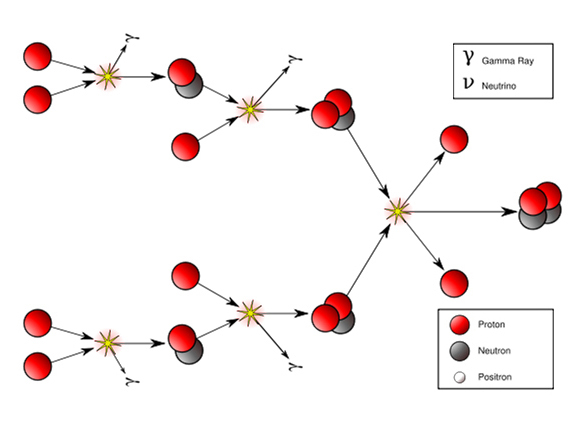 γ
γ
γ Gamma Ray
ν Neutrino
Proton
γ
Neutron
γ
Positron